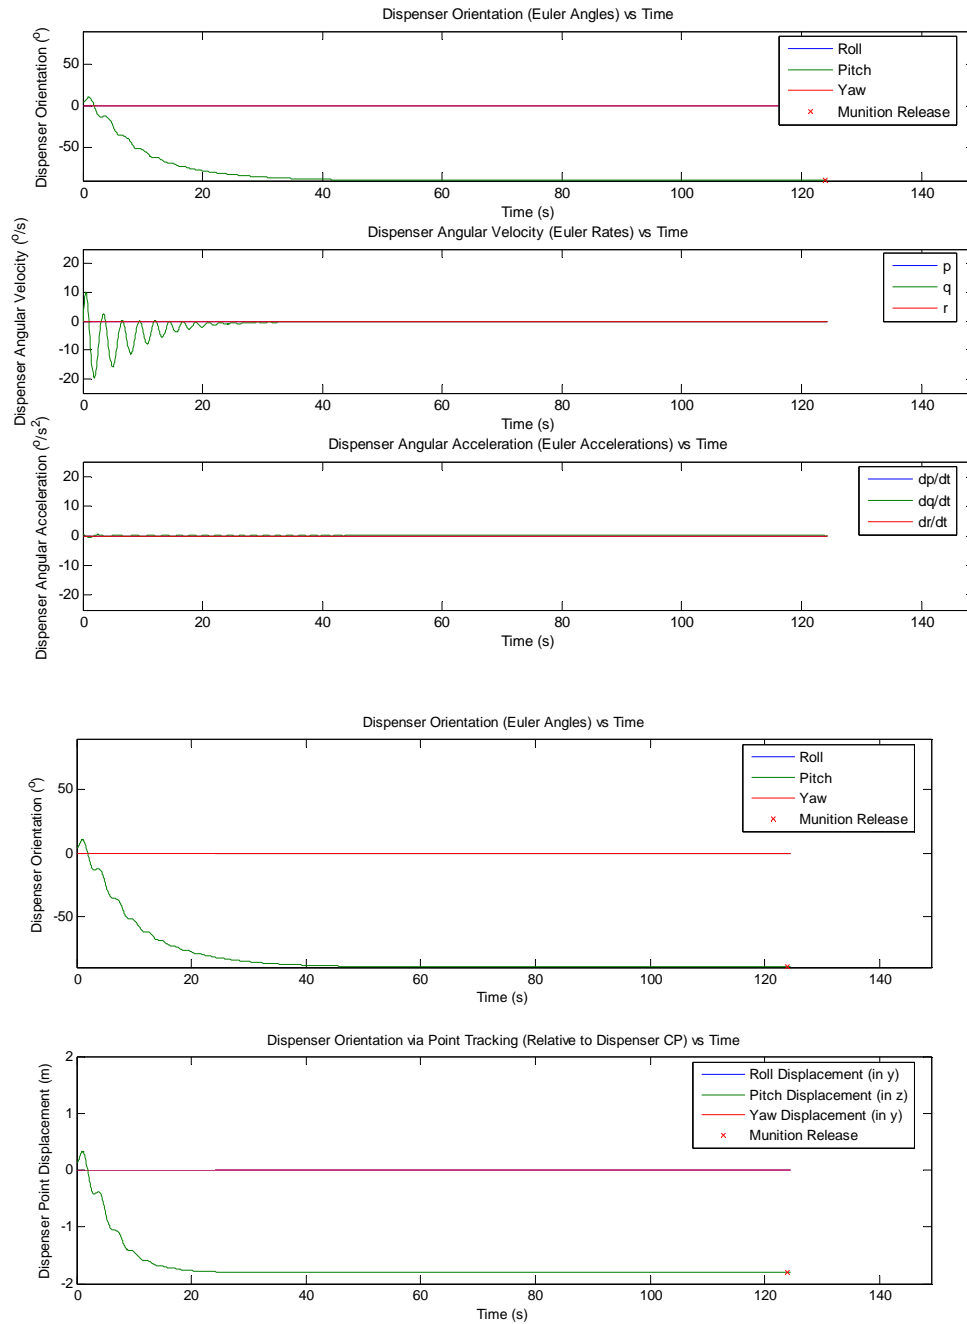 Dispenser Orientation (Euler Angles) vs Time
Dispenser Orientation (º)
50
0
-50
0 20 40 60 80 100 120 140
Time (s)
Roll
Pitch
Yaw
Munition Release
Dispenser Angular Velocity (Euler Rates) vs Time
Dispenser Angular Velocity (º/s)
20
10
0
-10
-20
0 20 40 60 80 100 120 140
Time (s)
p
q
r
Dispenser Angular Acceleration (Euler Accelerations) vs Time
Dispenser Angular Acceleration (º/s²)
20
10
0
-10
-20
0 20 40 60 80 100 120 140
Time (s)
dp/dt
dq/dt
dr/dt
Dispenser Orientation (Euler Angles) vs Time
Dispenser Orientation (º)
50
0
-50
0 20 40 60 80 100 120 140
Time (s)
Roll
Pitch
Yaw
Munition Release
Dispenser Orientation via Point Tracking (Relative to Dispenser CP) vs Time
Dispenser Point Displacement (m)
2
1
0
-1
-2
0 20 40 60 80 100 120 140
Time (s)
Roll Displacement (in y)
Pitch Displacement (in z)
Yaw Displacement (in y)
Munition Release